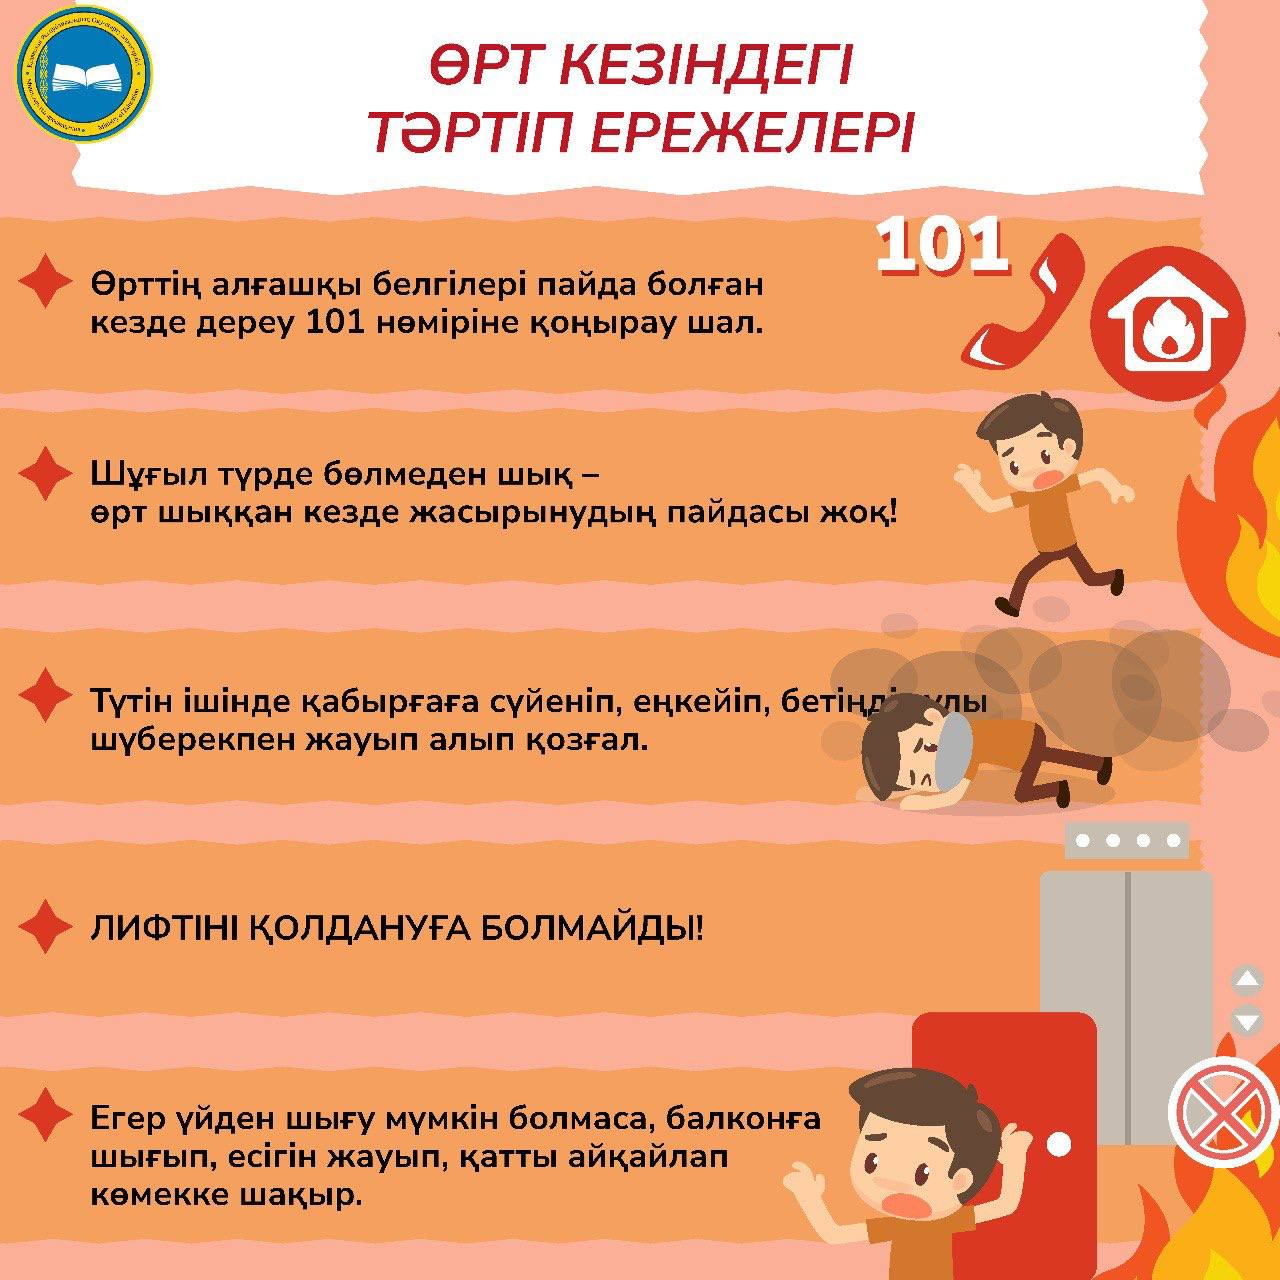 ӨРТ КЕЗІНДЕГІ
ТӘРТІП ЕРЕЖЕЛЕРІ
101
Өрттің алғашқы белгілері пайда болған
кезде дереу 101 нөміріне қоңырау шал.
Шұғыл түрде бөлмеден шық –
өрт шыққан кезде жасырынудың пайдасы жоқ!
Түтін ішінде қабырғаға сүйеніп, еңкейіп, бетіңді
шүберекпен жауып алып қозғал.
ЛИФТІНІ ҚОЛДАНУҒА БОЛМАЙДЫ!
Егер үйден шығу мүмкін болмаса, балконға
шығып, есігін жауып, қатты айқайлап
көмекке шақыр.